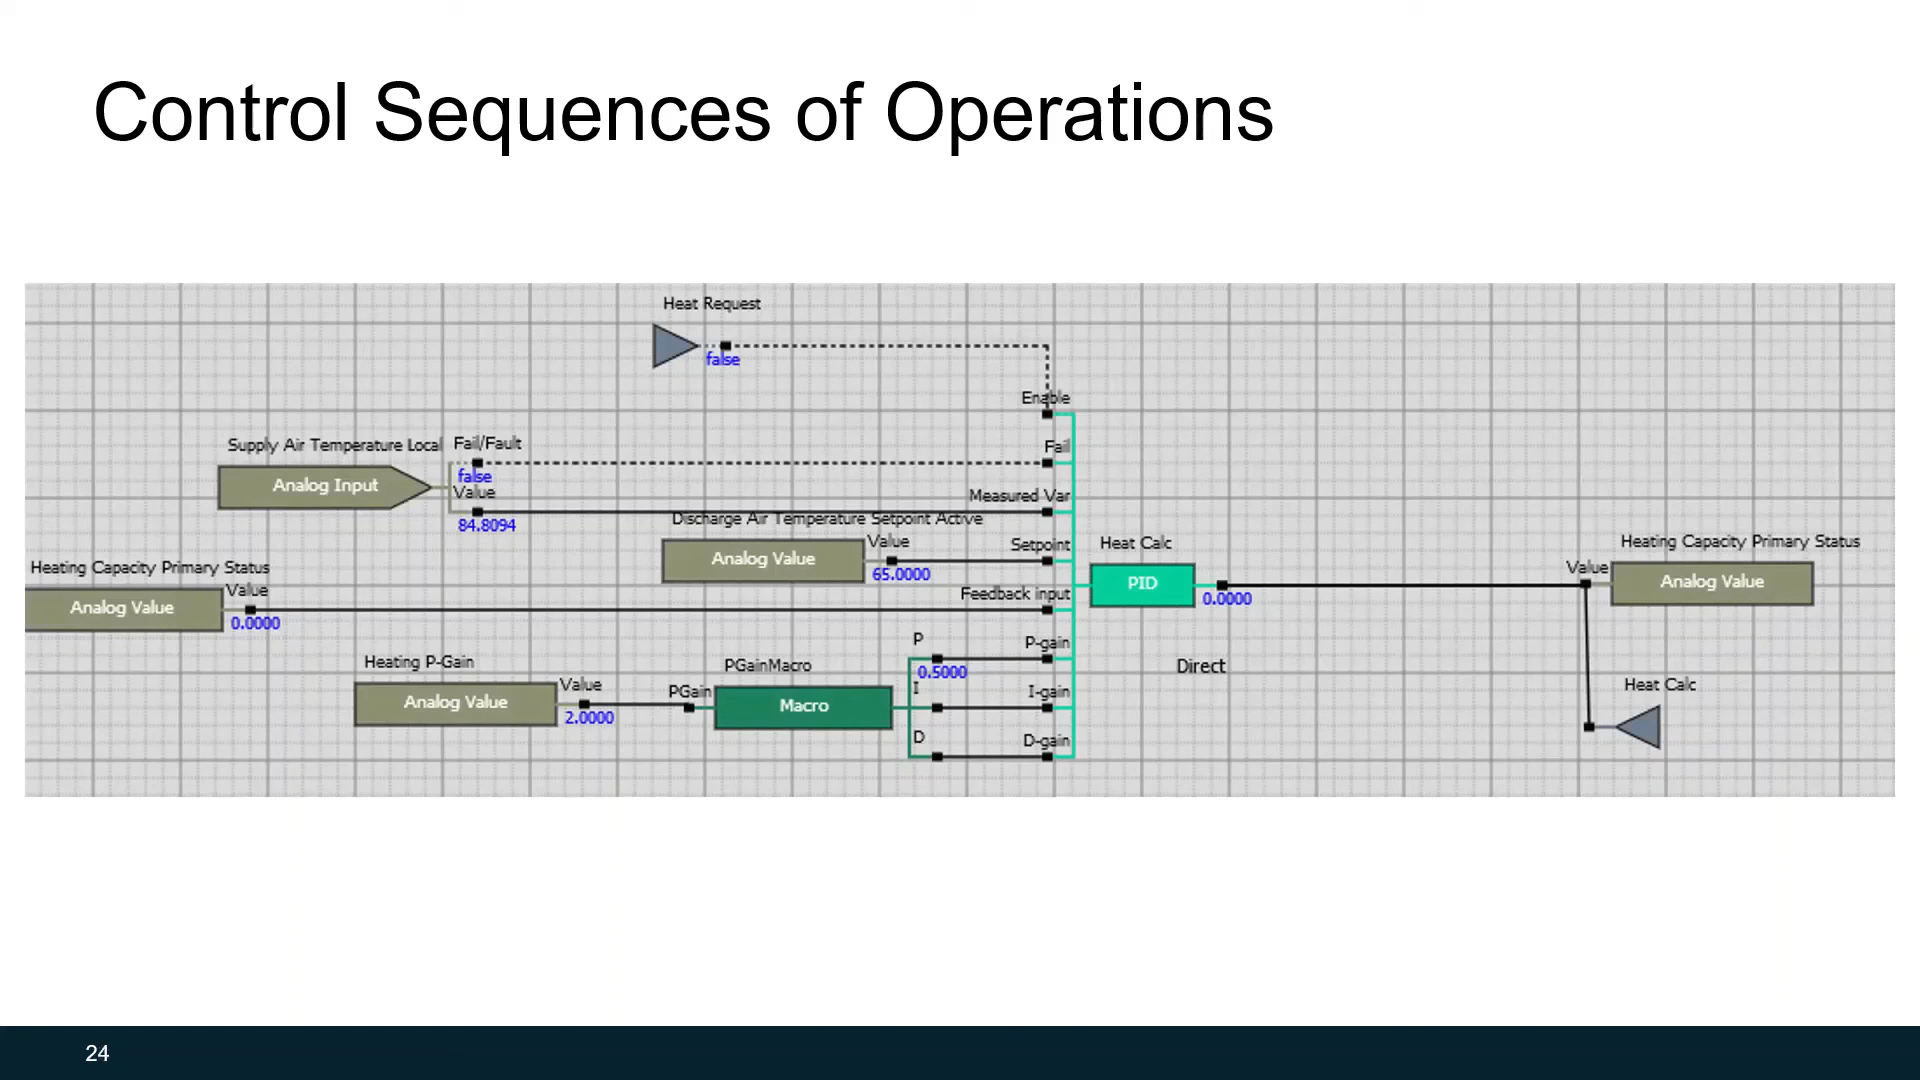 Control Sequences of Operations
Heat Request
false
Enable
Supply Air Temperature Local
Fail/Fault
Fail
Analog Input
false
Value
Measured Var
84.8094
Discharge Air Temperature Setpoint Active
Value
Setpoint
Heat Calc
Heating Capacity Primary Status
Analog Value
65.0000
Heating Capacity Primary Status
Value
Feedback input
PID
0.0000
Value
Analog Value
Analog Value
0.0000
P
P-gain
Heating P-Gain
PGainMacro
0.5000
Direct
Value
PGain
I
I-gain
Heat Calc
Analog Value
2.0000
Macro
D
D-gain
24